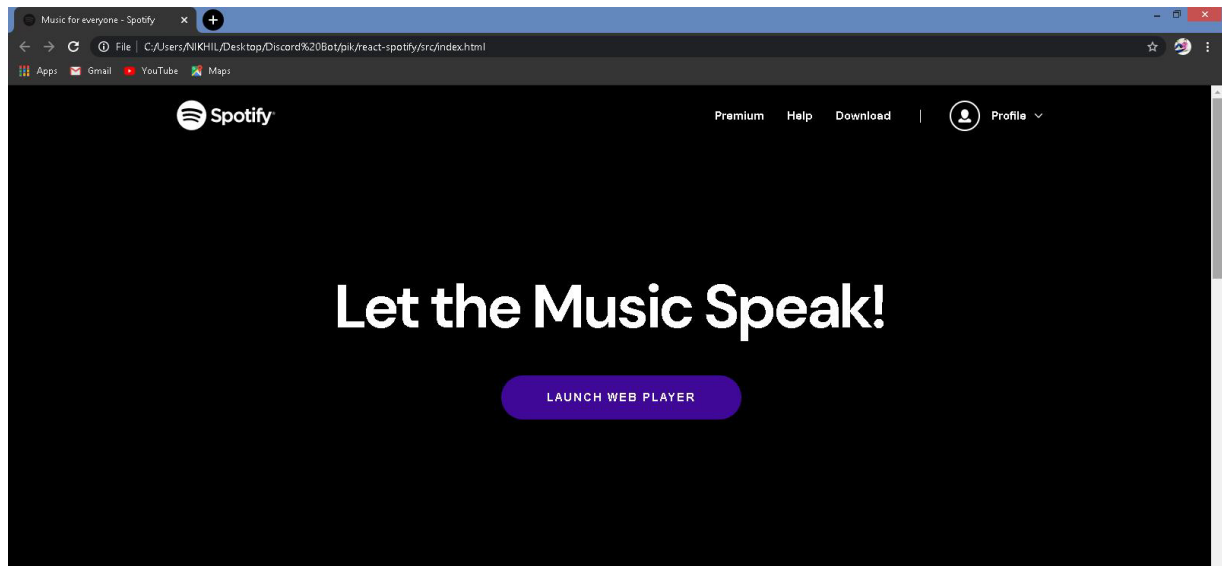 Music for everyone - Spotify
File | C:/Users/NIKHIL/Desktop/Discord%20Bot/pik/react-spotify/src/index.html
Apps Gmail YouTube Maps
Spotify Premium Help Download | Profile
Let the Music Speak!
LAUNCH WEB PLAYER